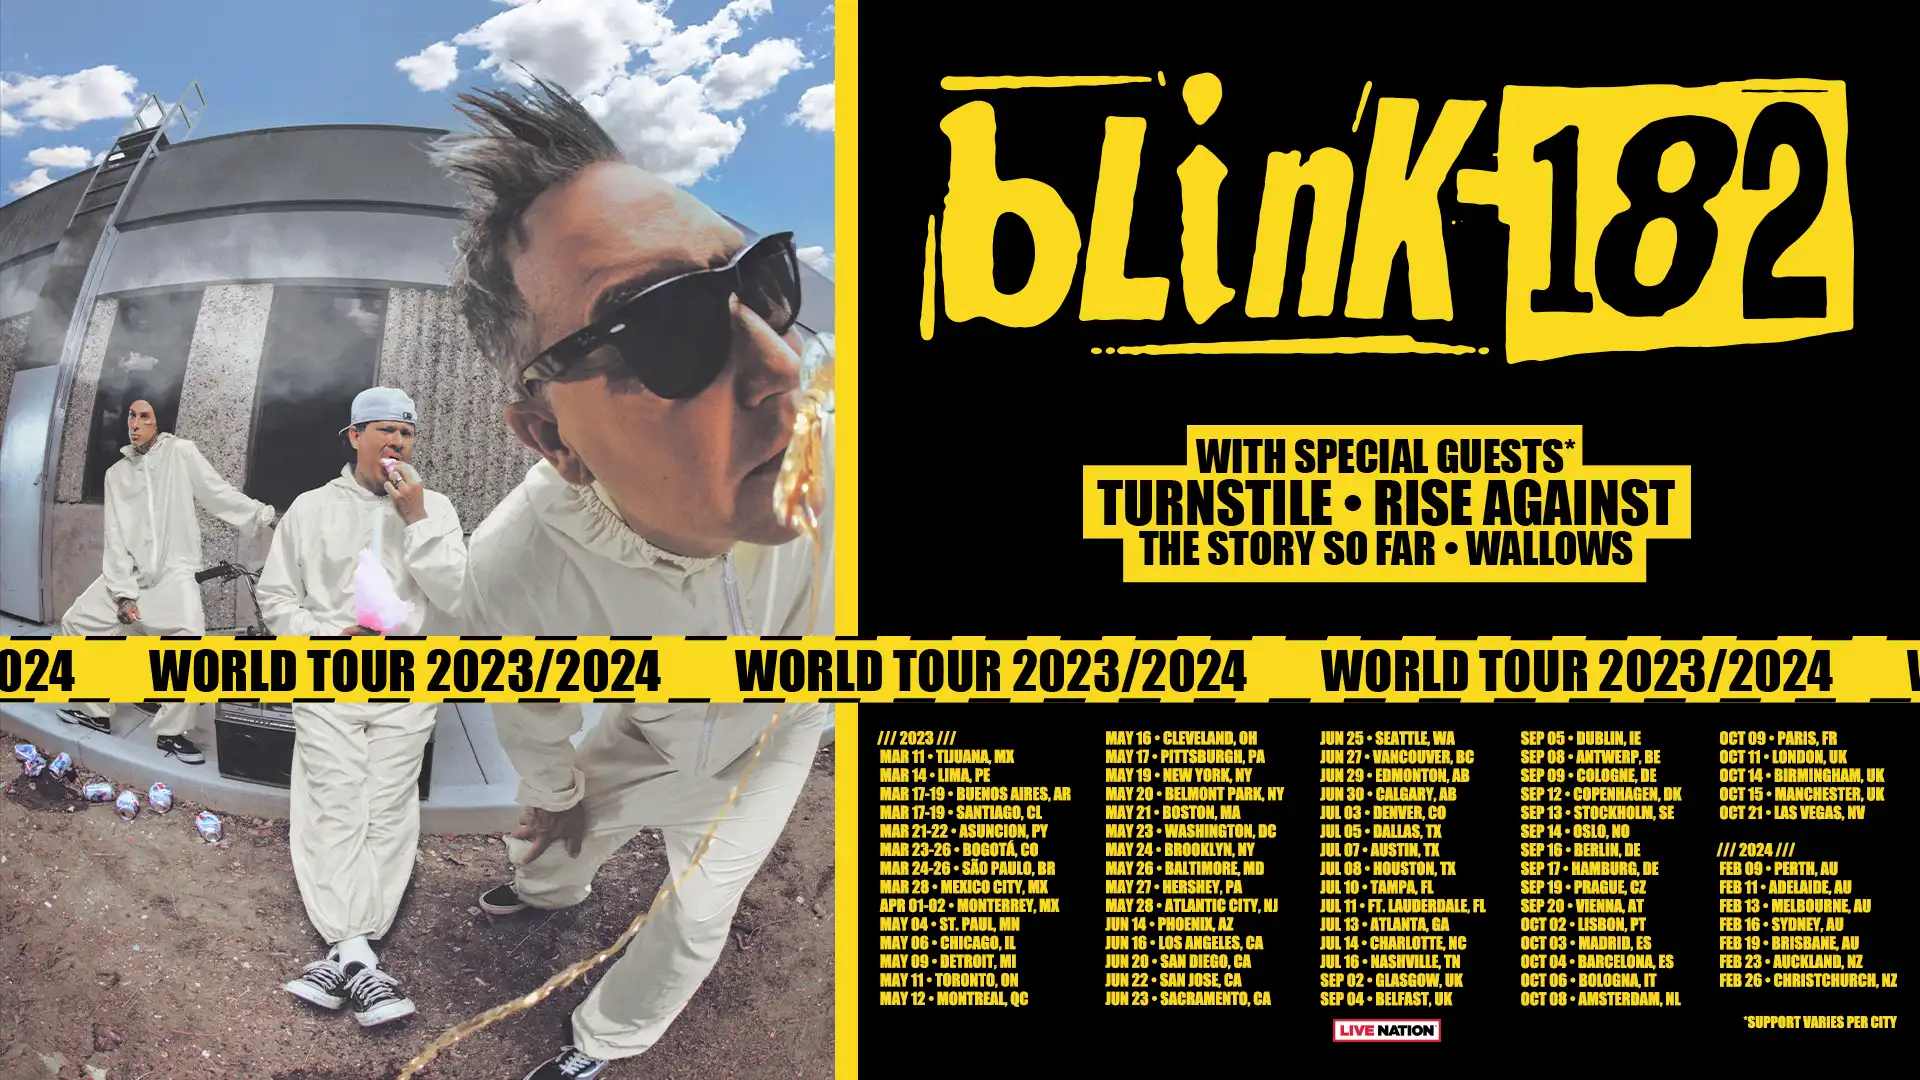 bLinK-182
WITH SPECIAL GUESTS*
TURNSTILE • RISE AGAINST
THE STORY SO FAR • WALLOWS
024 WORLD TOUR 2023/2024 WORLD TOUR 2023/2024 WORLD TOUR 2023/2024
/// 2023 ///
MAR 11 • TIJUANA, MX
MAR 14 • LIMA, PE
MAR 17-19 • BUENOS AIRES, AR
MAR 17-19 • SANTIAGO, CL
MAR 21-22 • ASUNCION, PY
MAR 23-26 • BOGOTÁ, CO
MAR 24-26 • SÃO PAULO, BR
MAR 28 • MEXICO CITY, MX
APR 01-02 • MONTERREY, MX
MAY 04 • ST. PAUL, MN
MAY 06 • CHICAGO, IL
MAY 09 • DETROIT, MI
MAY 11 • TORONTO, ON
MAY 12 • MONTREAL, QC
MAY 16 • CLEVELAND, OH
MAY 17 • PITTSBURGH, PA
MAY 19 • NEW YORK, NY
MAY 20 • BELMONT PARK, NY
MAY 21 • BOSTON, MA
MAY 23 • WASHINGTON, DC
MAY 24 • BROOKLYN, NY
MAY 26 • BALTIMORE, MD
MAY 27 • HERSHEY, PA
MAY 28 • ATLANTIC CITY, NJ
JUN 14 • PHOENIX, AZ
JUN 16 • LOS ANGELES, CA
JUN 20 • SAN DIEGO, CA
JUN 22 • SAN JOSE, CA
JUN 23 • SACRAMENTO, CA
JUN 25 • SEATTLE, WA
JUN 27 • VANCOUVER, BC
JUN 29 • EDMONTON, AB
JUN 30 • CALGARY, AB
JUL 03 • DENVER, CO
JUL 05 • DALLAS, TX
JUL 07 • AUSTIN, TX
JUL 08 • HOUSTON, TX
JUL 10 • TAMPA, FL
JUL 11 • FT. LAUDERDALE, FL
JUL 13 • ATLANTA, GA
JUL 14 • CHARLOTTE, NC
JUL 16 • NASHVILLE, TN
SEP 02 • GLASGOW, UK
SEP 04 • BELFAST, UK
SEP 05 • DUBLIN, IE
SEP 08 • ANTWERP, BE
SEP 09 • COLOGNE, DE
SEP 12 • COPENHAGEN, DK
SEP 13 • STOCKHOLM, SE
SEP 14 • OSLO, NO
SEP 16 • BERLIN, DE
SEP 17 • HAMBURG, DE
SEP 19 • PRAGUE, CZ
SEP 20 • VIENNA, AT
OCT 02 • LISBON, PT
OCT 03 • MADRID, ES
OCT 04 • BARCELONA, ES
OCT 06 • BOLOGNA, IT
OCT 08 • AMSTERDAM, NL
OCT 09 • PARIS, FR
OCT 11 • LONDON, UK
OCT 14 • BIRMINGHAM, UK
OCT 15 • MANCHESTER, UK
OCT 21 • LAS VEGAS, NV
/// 2024 ///
FEB 09 • PERTH, AU
FEB 11 • ADELAIDE, AU
FEB 13 • MELBOURNE, AU
FEB 16 • SYDNEY, AU
FEB 19 • BRISBANE, AU
FEB 23 • AUCKLAND, NZ
FEB 26 • CHRISTCHURCH, NZ
LIVE NATION
*SUPPORT VARIES PER CITY